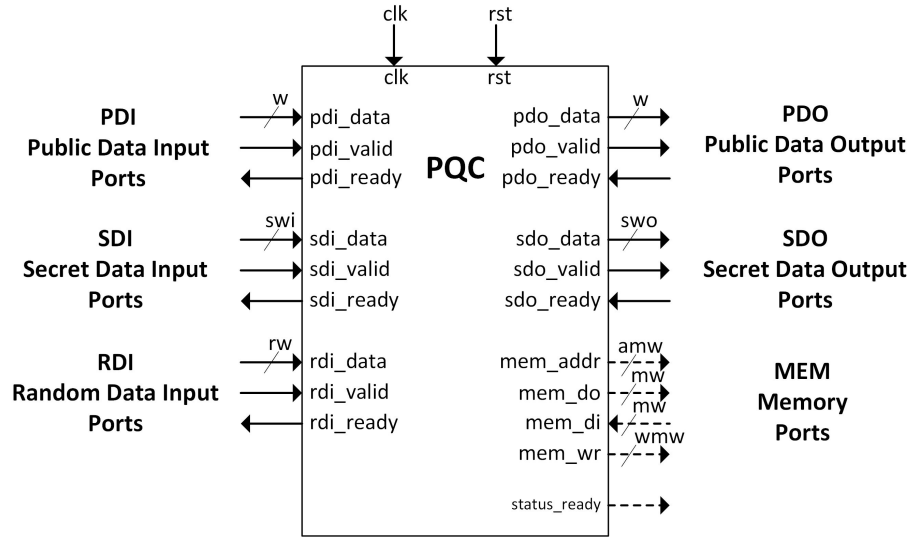 clk rst
clk rst
PDI
Public Data Input
Ports
w
pdi_data
pdi_valid
pdi_ready
PQC
pdo_data
pdo_valid
pdo_ready
w
PDO
Public Data Output
Ports
SDI
Secret Data Input
Ports
swi
sdi_data
sdi_valid
sdi_ready
sdo_data
sdo_valid
sdo_ready
swo
SDO
Secret Data Output
Ports
RDI
Random Data Input
Ports
rw
rdi_data
rdi_valid
rdi_ready
mem_addr
mem_do
mem_di
mem_wr
amw
mw
mw
wmw
MEM
Memory
Ports
status_ready